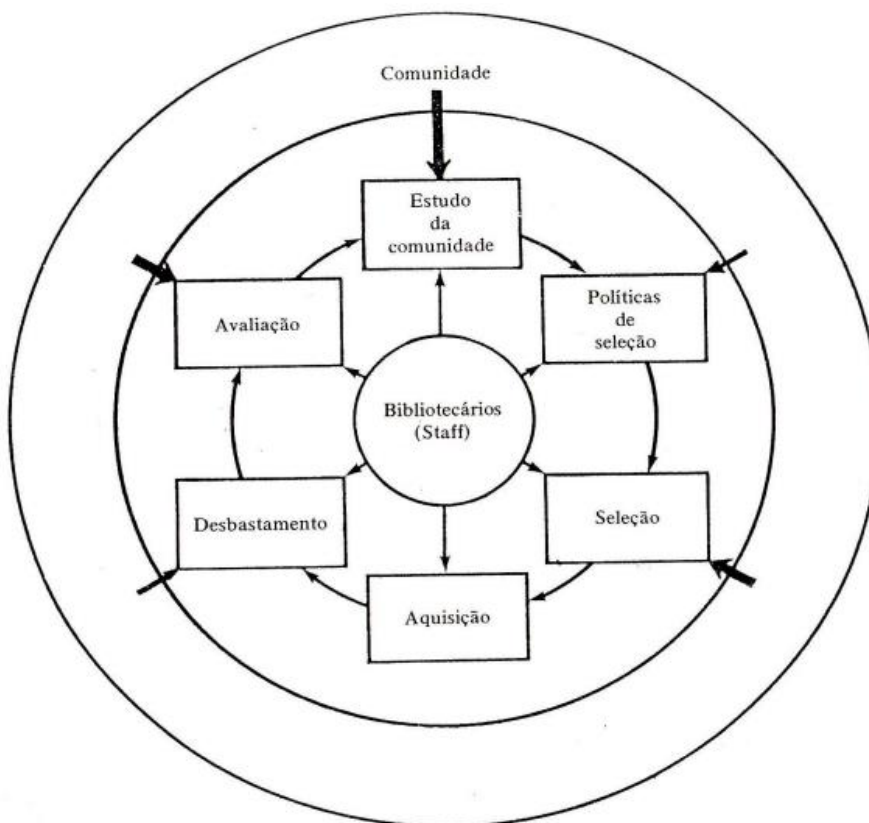 Comunidade
Estudo
da
comunidade
Políticas
de
seleção
Avaliação
Bibliotecários
(Staff)
Desbastamento
Seleção
Aquisição